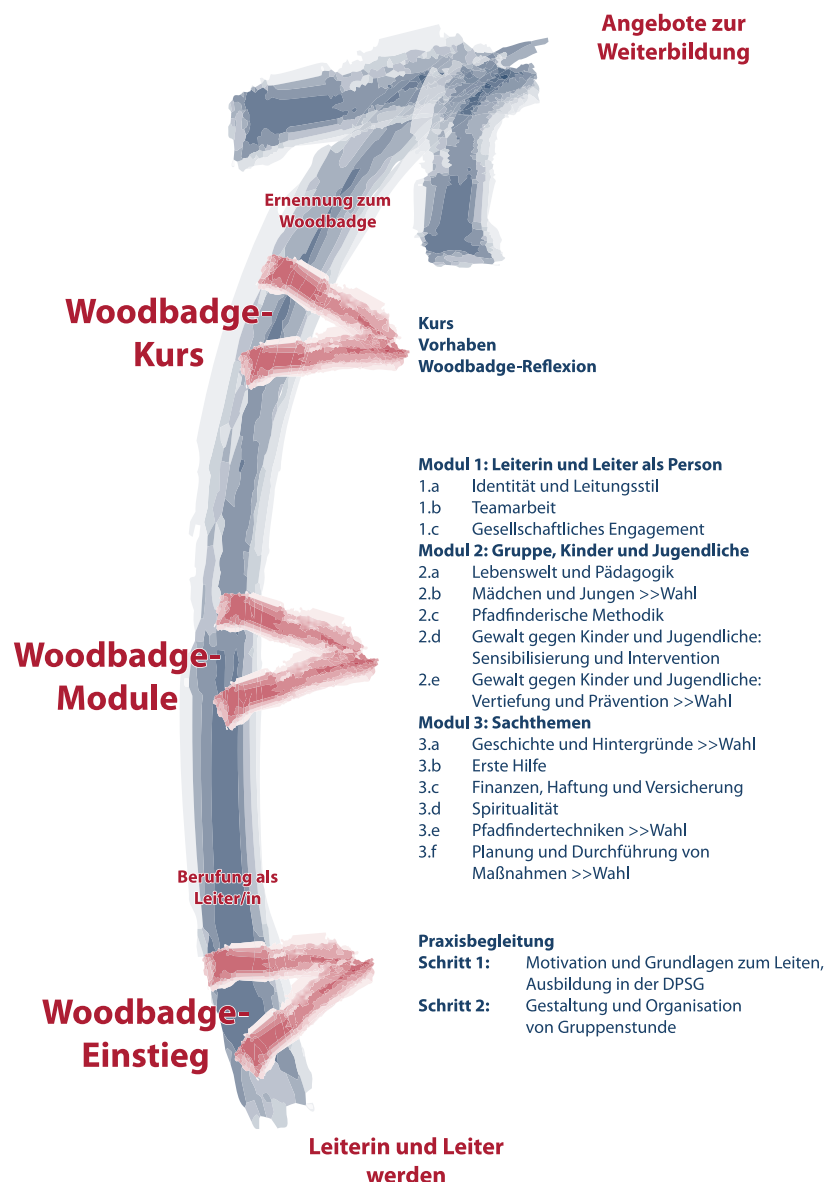 Angebote zur
Weiterbildung
Ernennung zum
Woodbadge
Woodbadge-
Kurs
Kurs
Vorhaben
Woodbadge-Reflexion
Modul 1: Leiterin und Leiter als Person
1.a Identität und Leitungsstil
1.b Teamarbeit
1.c Gesellschaftliches Engagement
Modul 2: Gruppe, Kinder und Jugendliche
2.a Lebenswelt und Pädagogik
2.b Mädchen und Jungen >>Wahl
2.c Pfadfinderische Methodik
2.d Gewalt gegen Kinder und Jugendliche:
Sensibilisierung und Intervention
2.e Gewalt gegen Kinder und Jugendliche:
Vertiefung und Prävention >>Wahl
Modul 3: Sachthemen
3.a Geschichte und Hintergründe >>Wahl
3.b Erste Hilfe
3.c Finanzen, Haftung und Versicherung
3.d Spiritualität
3.e Pfadfindertechniken >>Wahl
3.f Planung und Durchführung von
Maßnahmen >>Wahl
Woodbadge-
Module
Berufung als
Leiter/in
Praxisbegleitung
Schritt 1: Motivation und Grundlagen zum Leiten,
Ausbildung in der DPSG
Schritt 2: Gestaltung und Organisation
von Gruppenstunde
Woodbadge-
Einstieg
Leiterin und Leiter
werden